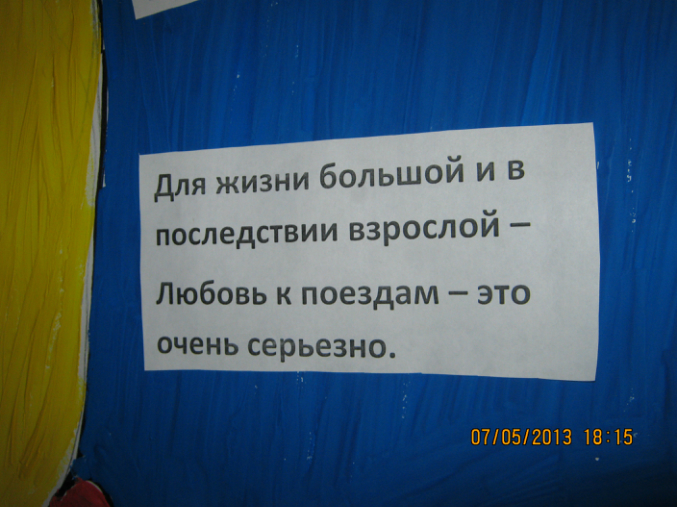 Для жизни большой и в
последствии взрослой –
Любовь к поездам – это
очень серьезно.
07/05/2013 18:15